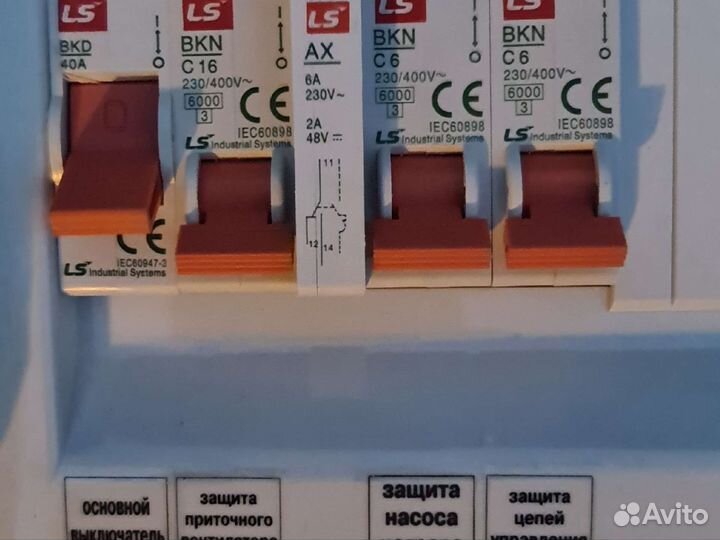 LS
BKD
40A
I
O
LS
Industrial Systems
IEC60947-3
CE
LS
BKN
C 16
230/400V~
6000
3
I
O
CE
IEC60898
LS
Industrial Systems
LS
AX
6A
230V~
2A
48V
11
12
14
LS
BKN
C 6
230/400V~
6000
3
I
O
CE
IEC60898
LS
Industrial Systems
LS
BKN
C 6
230/400V~
6000
3
I
O
CE
IEC60898
LS
Industrial Systems
основной
выключатель
защита
приточного
вентилятора
защита
насоса
защита
цепей
управления
Avito